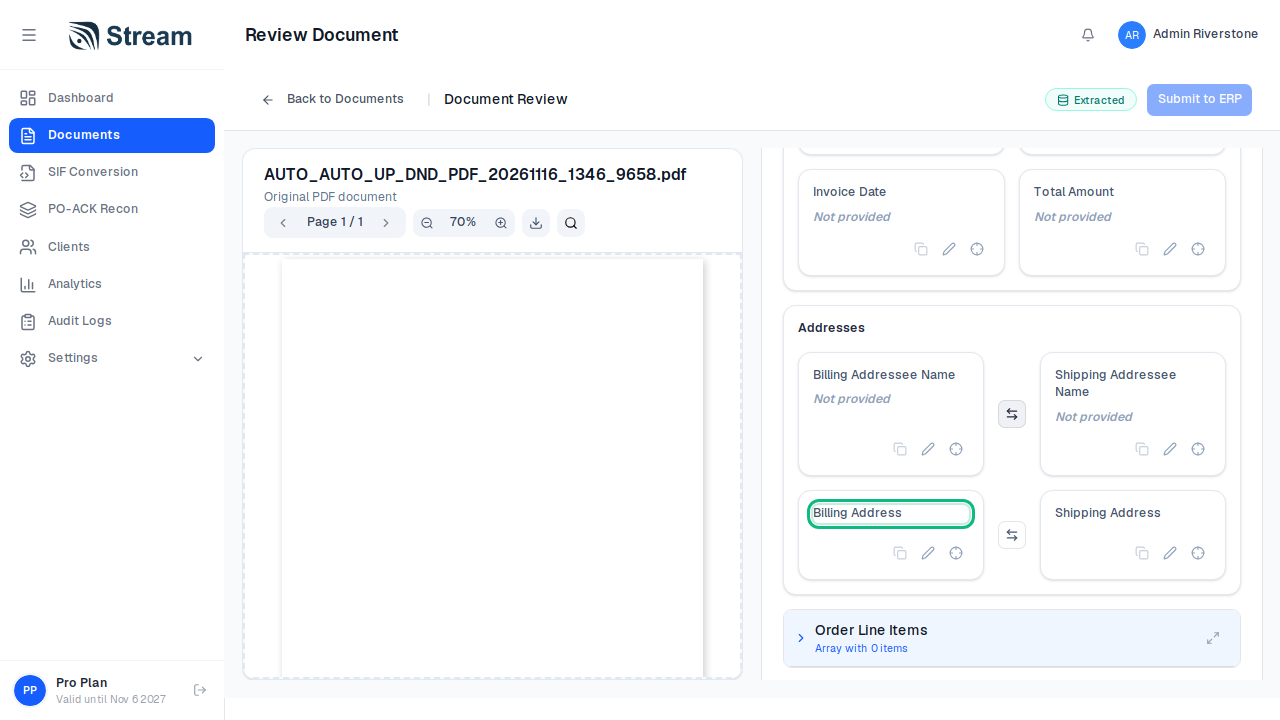 Stream
Review Document
AR
Admin Riverstone
Dashboard
Documents
SIF Conversion
PO-ACK Recon
Clients
Analytics
Audit Logs
Settings
PP
Pro Plan
Valid until Nov 6 2027
Back to Documents
Document Review
Extracted
Submit to ERP
AUTO_AUTO_UP_DND_PDF_20261116_1346_9658.pdf
Original PDF document
Page 1 / 1
70%
Invoice Date
Not provided
Total Amount
Not provided
Addresses
Billing Addressee Name
Not provided
Shipping Addressee
Name
Not provided
Billing Address
Shipping Address
Order Line Items
Array with 0 items